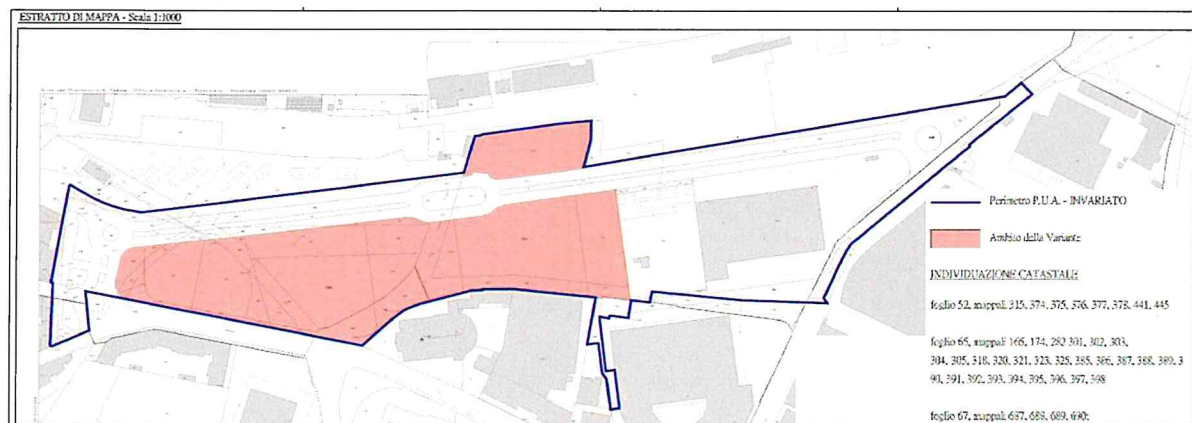 ESTRATTO DI MAPPA - Scala 1:1000
Perimetro P.U.A. - INVARIATO
Ambito della Variante
INDIVIDUAZIONE CATASTALE
foglio 52, mappali 315, 374, 375, 376, 377, 378, 441, 445
foglio 65, mappali 166, 174, 282 301, 302, 303,
304, 305, 318, 320, 321, 323, 325, 385, 386, 387, 388, 389, 3
90, 391, 392, 393, 394, 395, 396, 397, 398
foglio 67, mappali 687, 688, 689, 690;